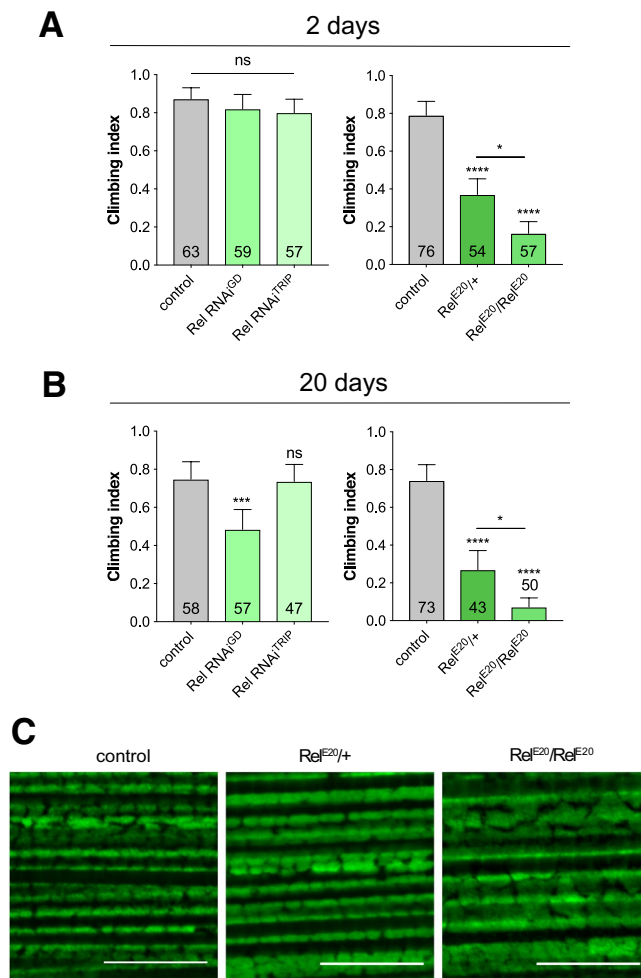 A
2 days
ns
Climbing index
1.0
0.8
0.6
0.4
0.2
0.0
63
59
57
control
Rel RNAi^GD
Rel RNAi^TRIP
Climbing index
1.0
0.8
0.6
0.4
0.2
0.0
*
****
****
76
54
57
control
Rel^E20/+
Rel^E20/Rel^E20
B
20 days
Climbing index
1.0
0.8
0.6
0.4
0.2
0.0
***
ns
58
57
47
control
Rel RNAi^GD
Rel RNAi^TRIP
Climbing index
1.0
0.8
0.6
0.4
0.2
0.0
*
****
****
73
43
50
control
Rel^E20/+
Rel^E20/Rel^E20
C
control
Rel^E20/+
Rel^E20/Rel^E20